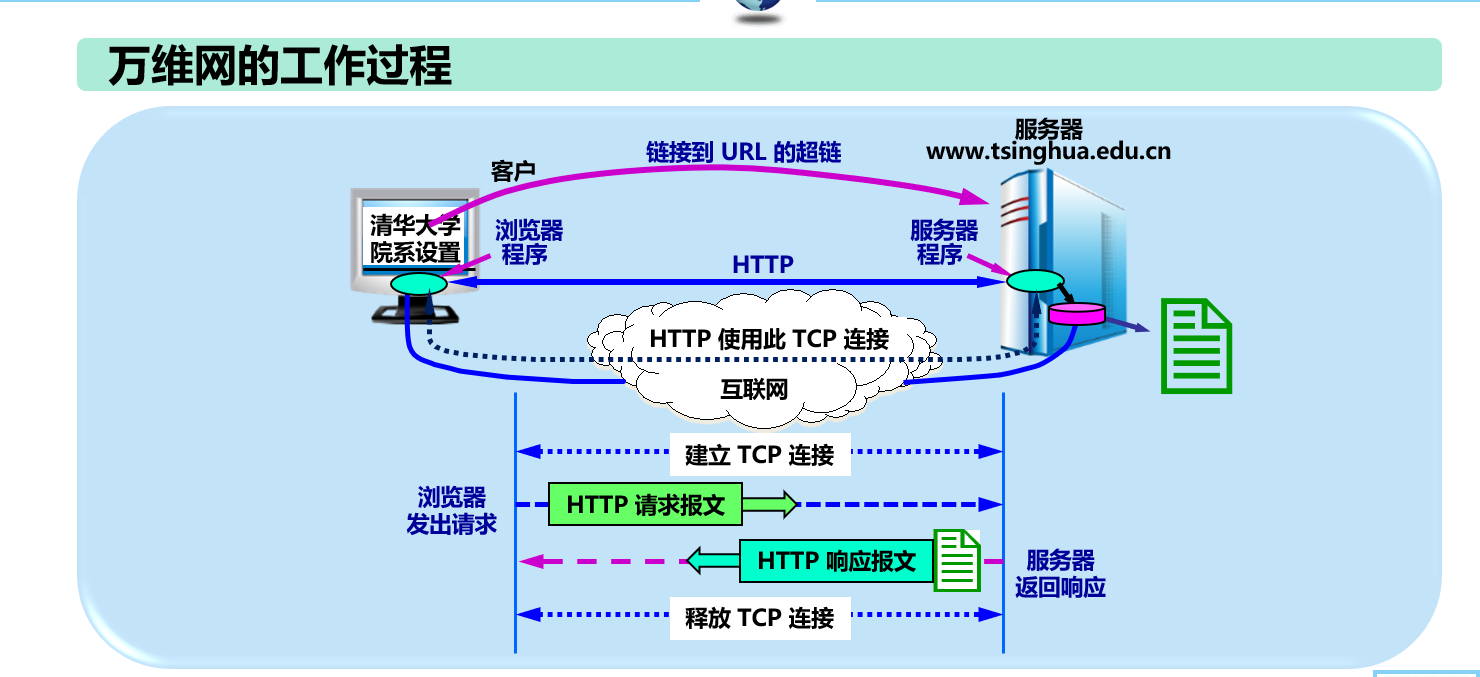 万维网的工作过程
服务器
www.tsinghua.edu.cn
链接到 URL 的超链
客户
清华大学
院系设置
浏览器
程序
服务器
程序
HTTP
HTTP 使用此 TCP 连接
互联网
建立 TCP 连接
浏览器
发出请求
HTTP 请求报文
HTTP 响应报文
服务器
返回响应
释放 TCP 连接